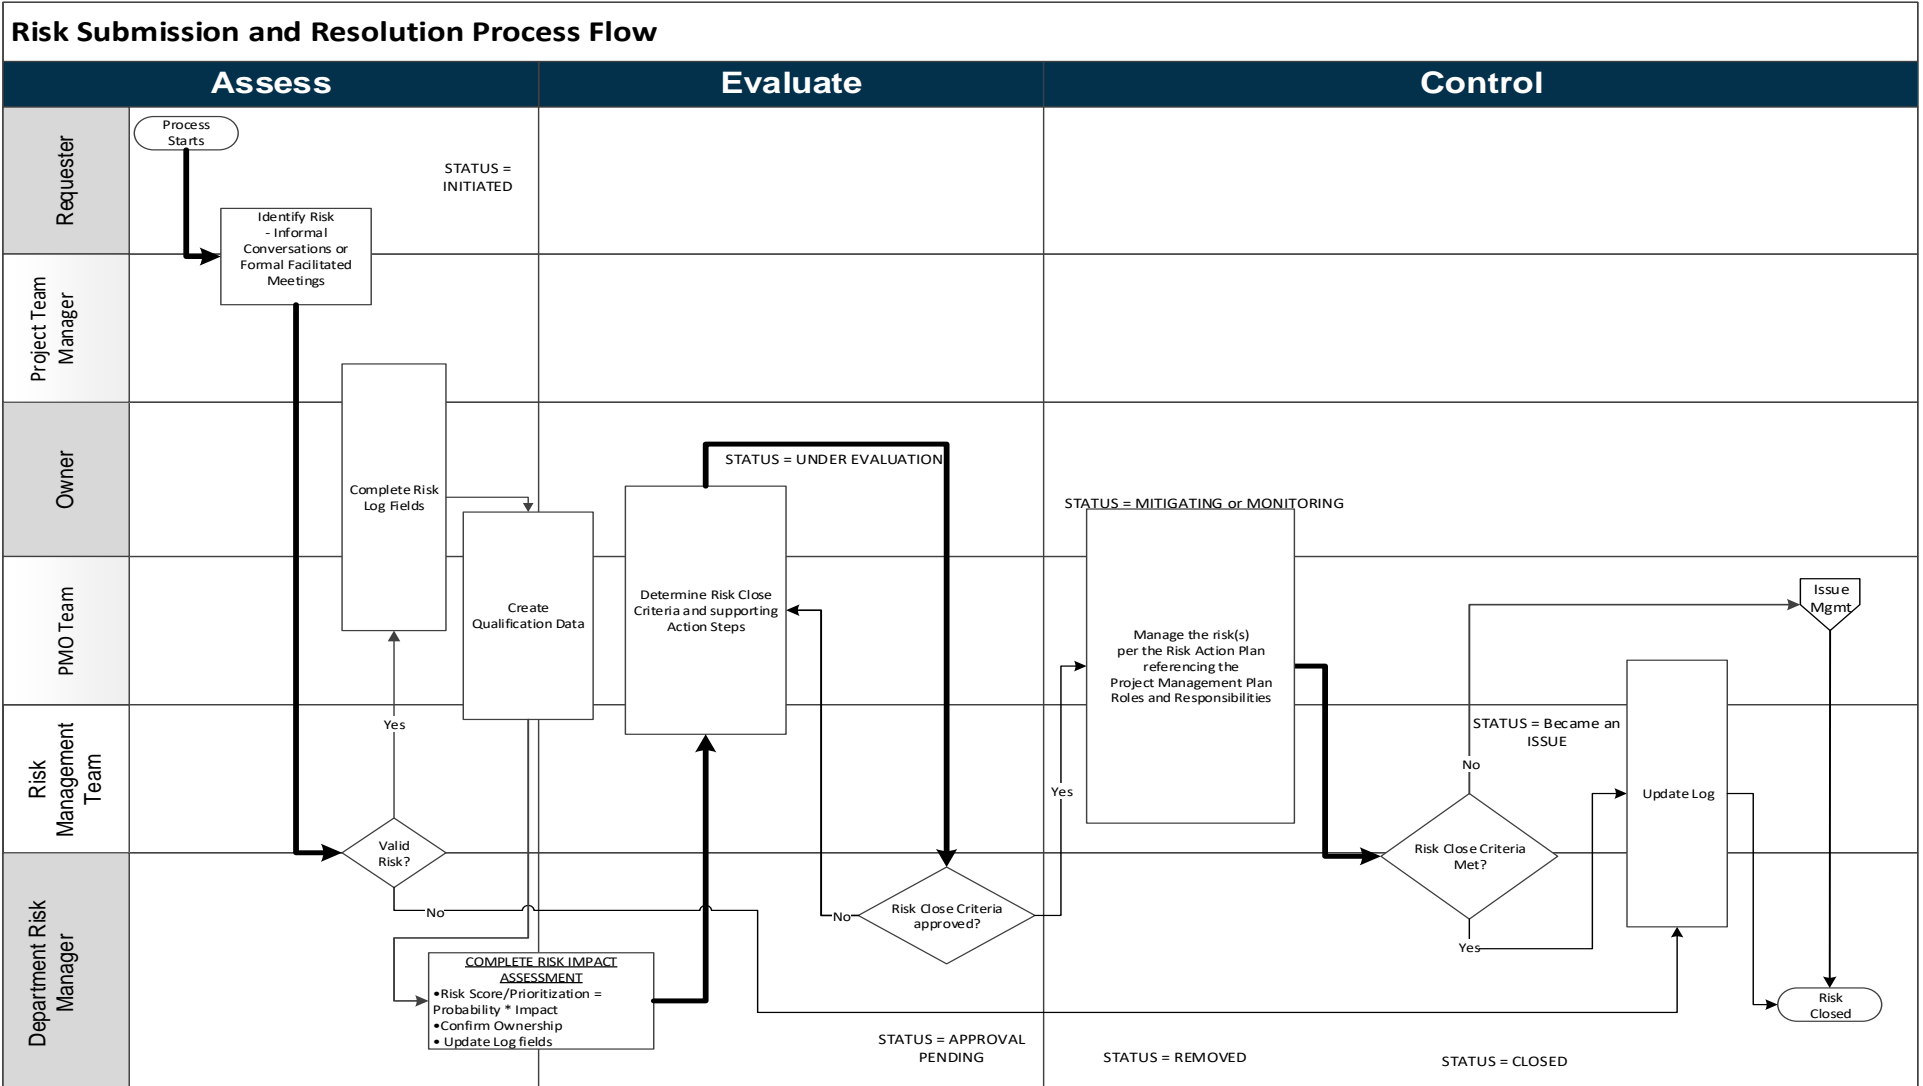 Risk Submission and Resolution Process Flow
Assess
Evaluate
Control
Requester
Process
Starts
STATUS =
INITIATED
Identify Risk
- Informal
Conversations or
Formal Facilitated
Meetings
Project Team
Manager
Owner
Complete Risk
Log Fields
STATUS = UNDER EVALUATION
STATUS = MITIGATING or MONITORING
PMO Team
Create
Qualification Data
Determine Risk Close
Criteria and supporting
Action Steps
Manage the risk(s)
per the Risk Action Plan
referencing the
Project Management Plan
Roles and Responsibilities
Issue
Mgmt
Risk
Management
Team
Yes
Valid
Risk?
Yes
STATUS = Became an
ISSUE
No
Update Log
Risk Close Criteria
Met?
Department Risk
Manager
No
No
Risk Close Criteria
approved?
Yes
COMPLETE RISK IMPACT
ASSESSMENT
•Risk Score/Prioritization =
Probability * Impact
•Confirm Ownership
• Update Log fields
Risk
Closed
STATUS = APPROVAL
PENDING
STATUS = REMOVED
STATUS = CLOSED